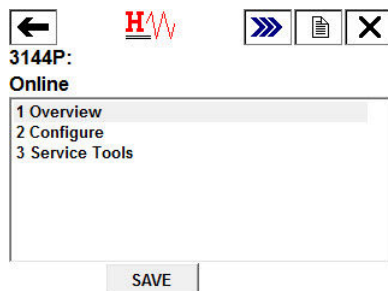 H
3144P:
Online
1 Overview
2 Configure
3 Service Tools
SAVE